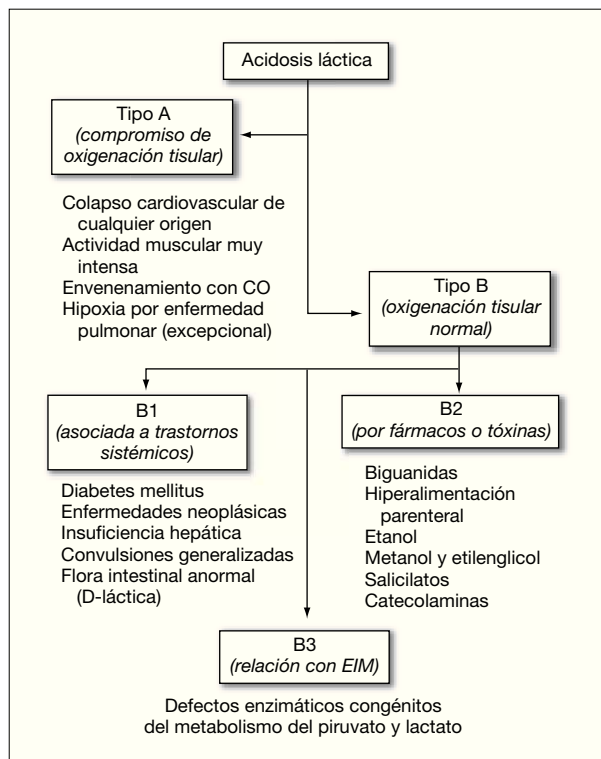 Acidosis láctica
Tipo A
(compromiso de
oxigenación tisular)
Colapso cardiovascular de
cualquier origen
Actividad muscular muy
intensa
Envenenamiento con CO
Hipoxia por enfermedad
pulmonar (excepcional)
Tipo B
(oxigenación tisular
normal)
B1
(asociada a trastornos
sistémicos)
Diabetes mellitus
Enfermedades neoplásicas
Insuficiencia hepática
Convulsiones generalizadas
Flora intestinal anormal
(D-láctica)
B2
(por fármacos o tóxinas)
Biguanidas
Hiperalimentación
parenteral
Etanol
Metanol y etilenglicol
Salicilatos
Catecolaminas
B3
(relación con EIM)
Defectos enzimáticos congénitos
del metabolismo del piruvato y lactato